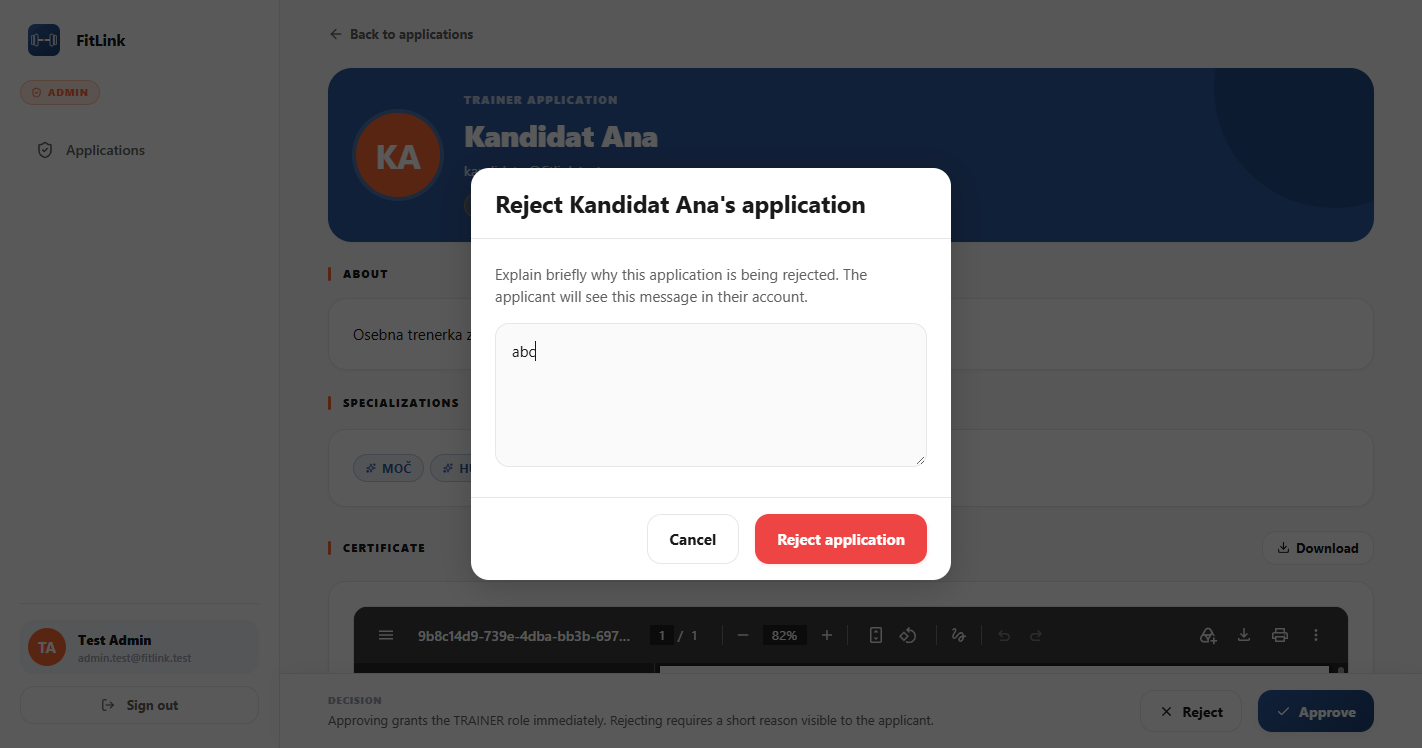 FitLink
ADMIN
Applications
Test Admin
admin.test@fitlink.test
Sign out
Back to applications
KA
TRAINER APPLICATION
Kandidat Ana
ABOUT
Osebna trenerka
SPECIALIZATIONS
MOČ
CERTIFICATE
Download
9b8c14d9-739e-4dba-bb3b-697...
1 / 1
82%
TA
DECISION
Approving grants the TRAINER role immediately. Rejecting requires a short reason visible to the applicant.
Reject
Approve
Reject Kandidat Ana's application
Explain briefly why this application is being rejected. The
applicant will see this message in their account.
abc
Cancel
Reject application